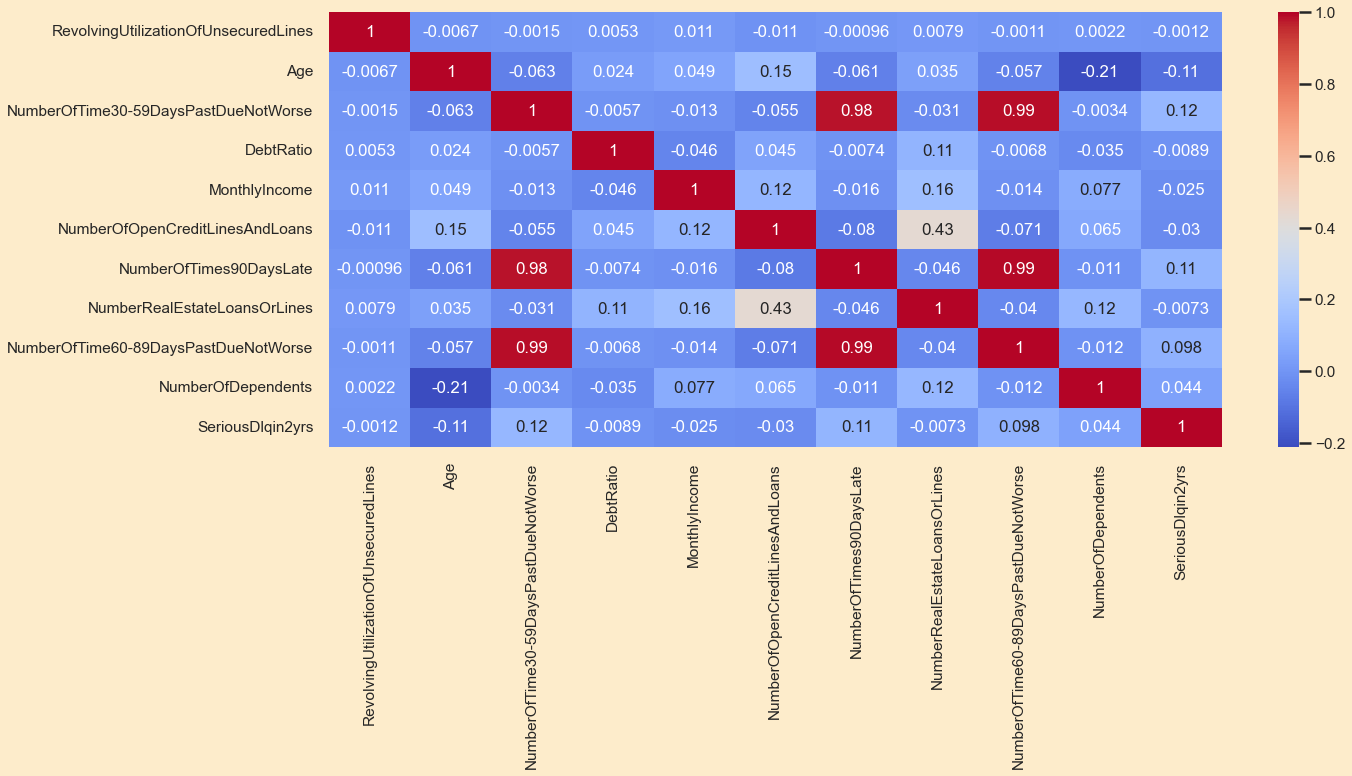 RevolvingUtilizationOfUnsecuredLines 1 -0.0067 -0.0015 0.0053 0.011 -0.011 -0.00096 0.0079 -0.0011 0.0022 -0.0012
Age -0.0067 1 -0.063 0.024 0.049 0.15 -0.061 0.035 -0.057 -0.21 -0.11
NumberOfTime30-59DaysPastDueNotWorse -0.0015 -0.063 1 -0.0057 -0.013 -0.055 0.98 -0.031 0.99 -0.0034 0.12
DebtRatio 0.0053 0.024 -0.0057 1 -0.046 0.045 -0.0074 0.11 -0.0068 -0.035 -0.0089
MonthlyIncome 0.011 0.049 -0.013 -0.046 1 0.12 -0.016 0.16 -0.014 0.077 -0.025
NumberOfOpenCreditLinesAndLoans -0.011 0.15 -0.055 0.045 0.12 1 -0.08 0.43 -0.071 0.065 -0.03
NumberOfTimes90DaysLate -0.00096 -0.061 0.98 -0.0074 -0.016 -0.08 1 -0.046 0.99 -0.011 0.11
NumberRealEstateLoansOrLines 0.0079 0.035 -0.031 0.11 0.16 0.43 -0.046 1 -0.04 0.12 -0.0073
NumberOfTime60-89DaysPastDueNotWorse -0.0011 -0.057 0.99 -0.0068 -0.014 -0.071 0.99 -0.04 1 -0.012 0.098
NumberOfDependents 0.0022 -0.21 -0.0034 -0.035 0.077 0.065 -0.011 0.12 -0.012 1 0.044
SeriousDlqin2yrs -0.0012 -0.11 0.12 -0.0089 -0.025 -0.03 0.11 -0.0073 0.098 0.044 1
RevolvingUtilizationOfUnsecuredLines
Age
NumberOfTime30-59DaysPastDueNotWorse
DebtRatio
MonthlyIncome
NumberOfOpenCreditLinesAndLoans
NumberOfTimes90DaysLate
NumberRealEstateLoansOrLines
NumberOfTime60-89DaysPastDueNotWorse
NumberOfDependents
SeriousDlqin2yrs
1.0
0.8
0.6
0.4
0.2
0.0
−0.2